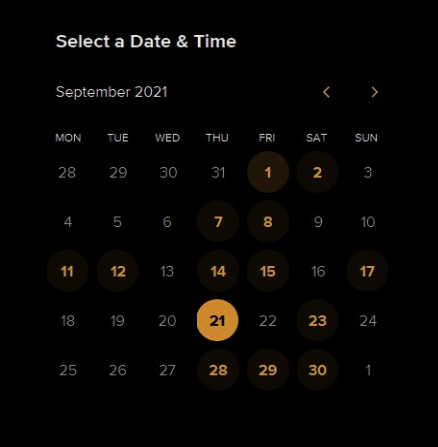 Select a Date & Time
September 2021
MON TUE WED THU FRI SAT SUN
28 29 30 31 1 2 3
4 5 6 7 8 9 10
11 12 13 14 15 16 17
18 19 20 21 22 23 24
25 26 27 28 29 30 1